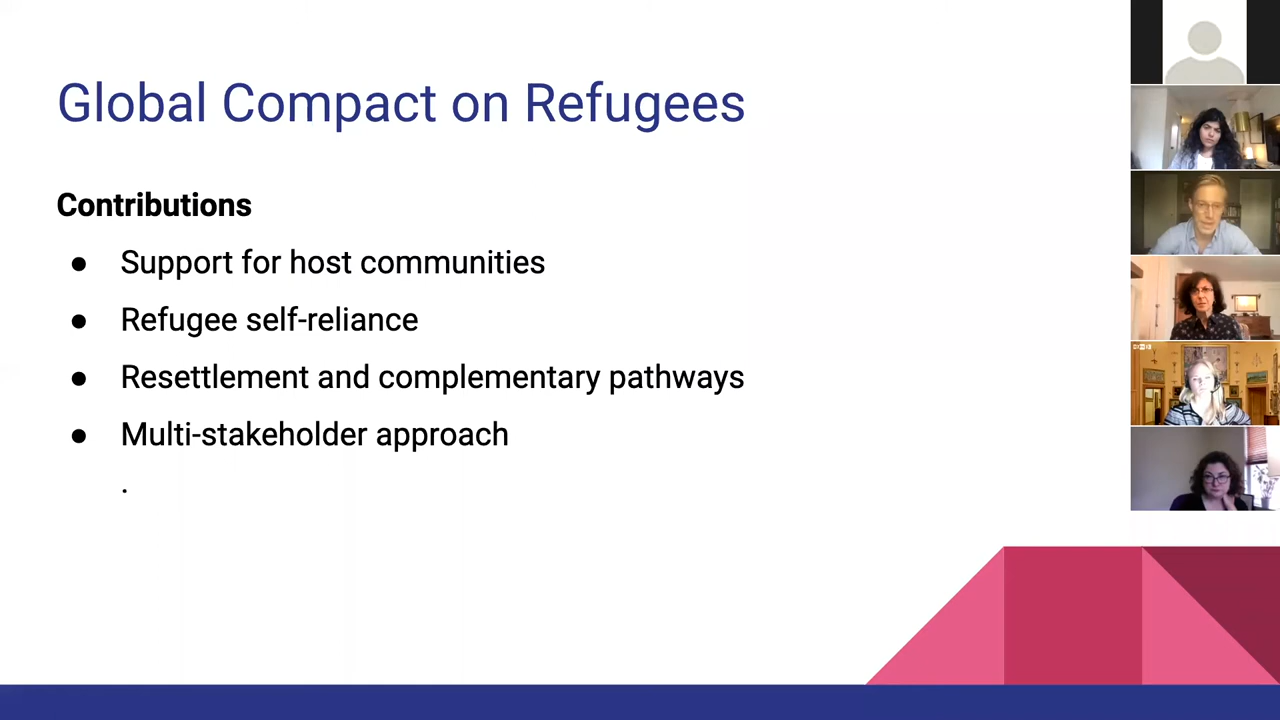 Global Compact on Refugees
Contributions
● Support for host communities
● Refugee self-reliance
● Resettlement and complementary pathways
● Multi-stakeholder approach
.